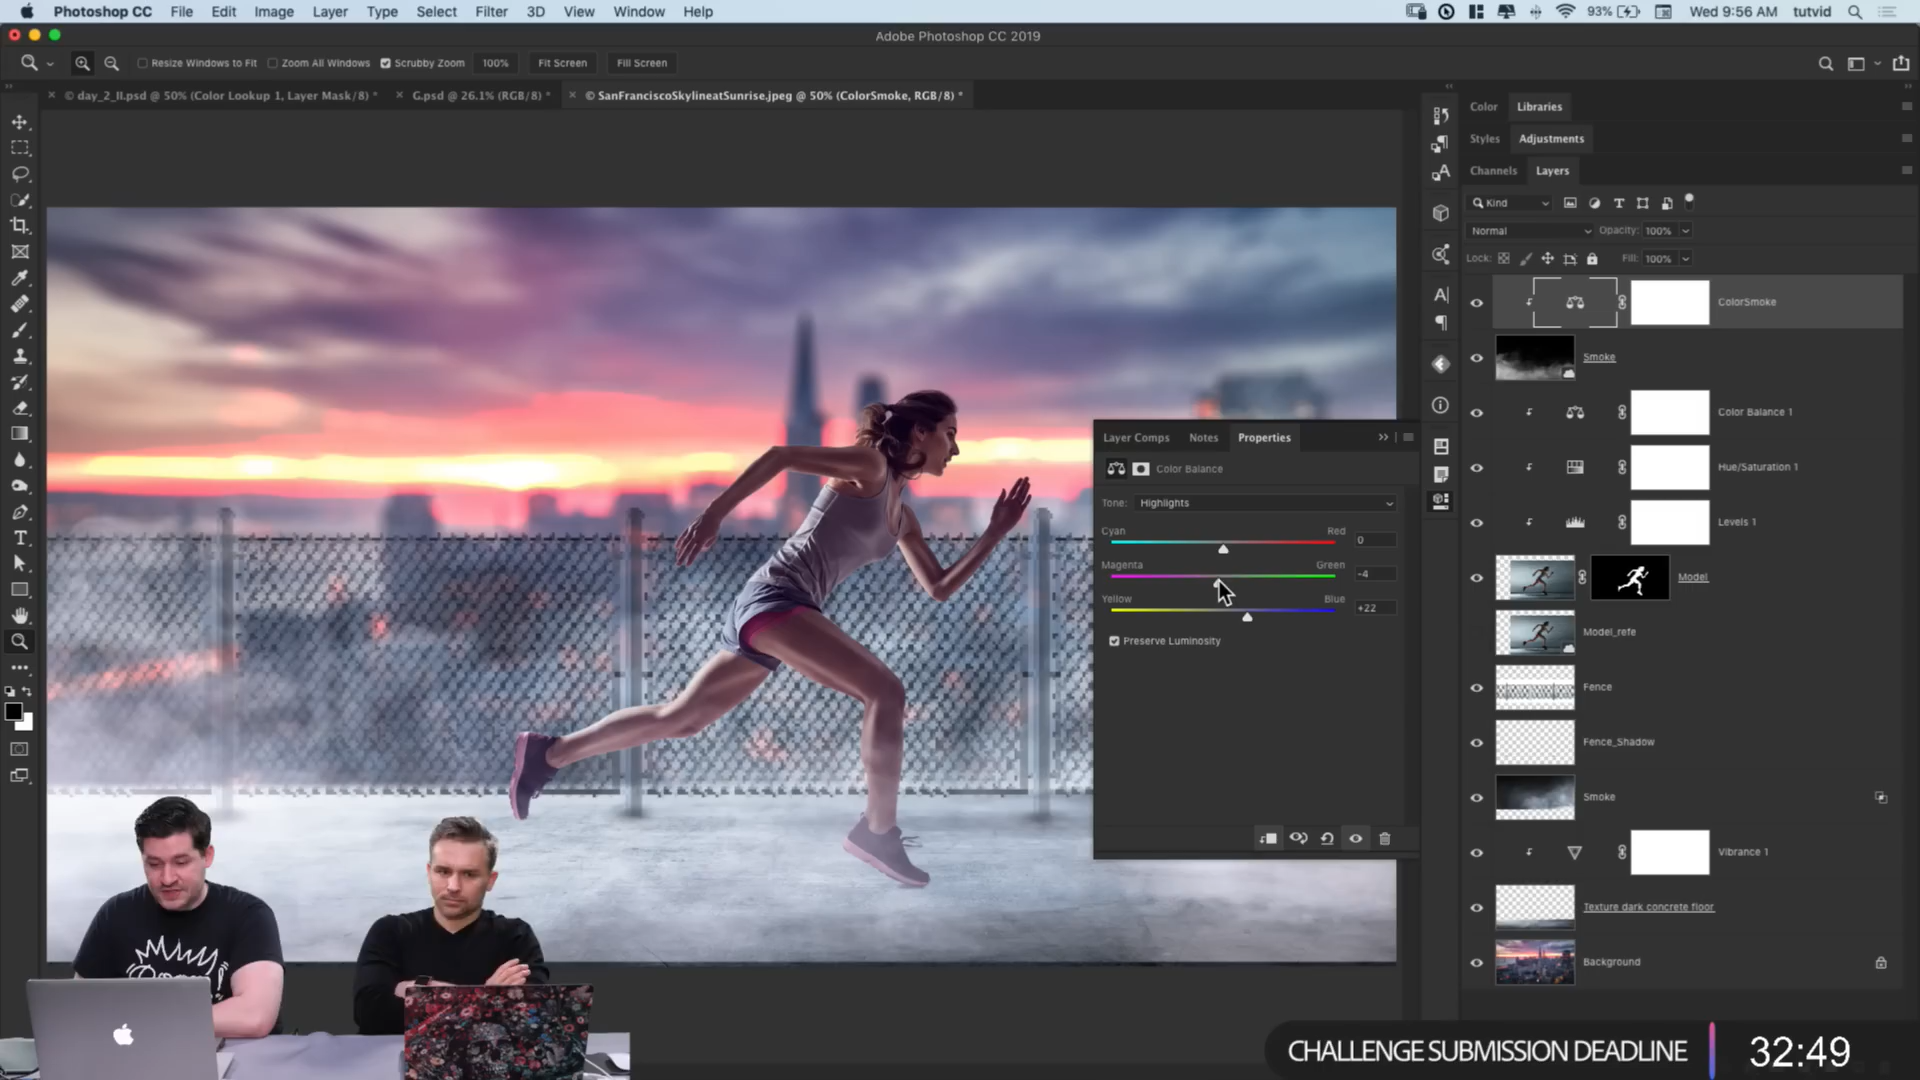 Photoshop CC File Edit Image Layer Type Select Filter 3D View Window Help 93% Wed 9:56 AM tutvid
Adobe Photoshop CC 2019
Resize Windows to Fit Zoom All Windows Scrubby Zoom 100% Fit Screen Fill Screen
© day_2_II.psd @ 50% (Color Lookup 1, Layer Mask/8) * G.psd @ 26.1% (RGB/8) * © SanFranciscoSkylineatSunrise.jpeg @ 50% (ColorSmoke, RGB/8) *
Color Libraries
Styles Adjustments
Channels Layers
Kind
Normal Opacity: 100%
Lock: Fill: 100%
ColorSmoke
Smoke
Color Balance 1
Hue/Saturation 1
Levels 1
Model
Model_refe
Fence
Fence_Shadow
Smoke
Vibrance 1
Texture dark concrete floor
Background
Layer Comps Notes Properties
Color Balance
Tone: Highlights
Cyan Red 0
Magenta Green -4
Yellow Blue +22
Preserve Luminosity
CHALLENGE SUBMISSION DEADLINE 32:49